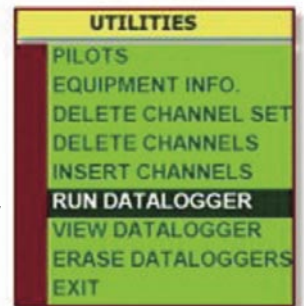 UTILITIES
PILOTS
EQUIPMENT INFO.
DELETE CHANNEL SET
DELETE CHANNELS
INSERT CHANNELS
RUN DATALOGGER
VIEW DATALOGGER
ERASE DATALOGGERS
EXIT